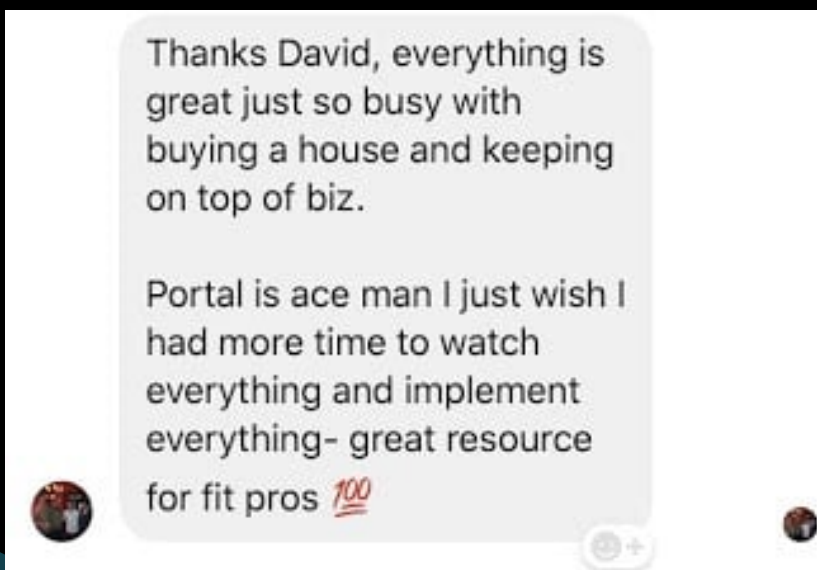 Thanks David, everything is
great just so busy with
buying a house and keeping
on top of biz.
Portal is ace man I just wish I
had more time to watch
everything and implement
everything- great resource
for fit pros 💯